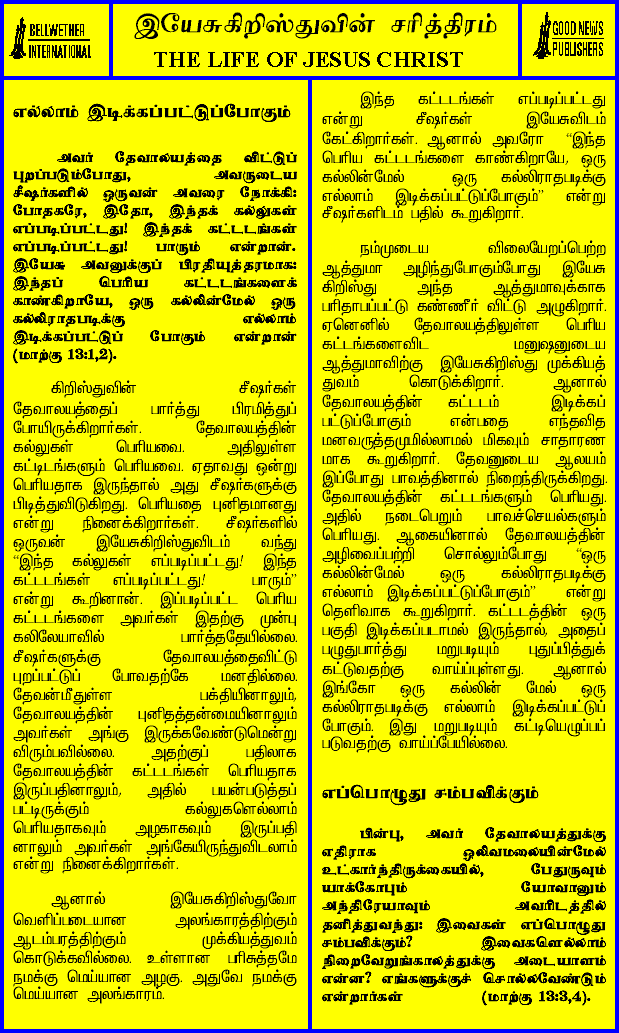 BELLWETHER
INTERNATIONAL
இயேசுகிறிஸ்துவின் சரித்திரம்
THE LIFE OF JESUS CHRIST
GOOD NEWS
PUBLISHERS
எல்லாம் இடிக்கப்பட்டுப்போகும்
அவர் தேவாலயத்தை விட்டுப்
புறப்படும்போது, அவருடைய
சீஷர்களில் ஒருவன் அவரை நோக்கி:
போதகரே, இதோ, இந்தக் கல்லுகள்
எப்படிப்பட்டது! இந்தக் கட்டடங்கள்
எப்படிப்பட்டது! பாரும் என்றான்.
இயேசு அவனுக்குப் பிரதியுத்தரமாக:
இந்தப் பெரிய கட்டடங்களைக்
காண்கிறாயே, ஒரு கல்லின்மேல் ஒரு
கல்லிராதபடிக்கு எல்லாம்
இடிக்கப்பட்டுப் போகும் என்றான்
(மாற்கு 13:1,2).
கிறிஸ்துவின் சீஷர்கள்
தேவாலயத்தைப் பார்த்து பிரமித்துப்
போயிருக்கிறார்கள். தேவாலயத்தின்
கல்லுகள் பெரியவை. அதிலுள்ள
கட்டிடங்களும் பெரியவை. ஏதாவது ஒன்று
பெரியதாக இருந்தால் அது சீஷர்களுக்கு
பிடித்துவிடுகிறது. பெரியதை புனிதமானது
என்று நினைக்கிறார்கள். சீஷர்களில்
ஒருவன் இயேசுகிறிஸ்துவிடம் வந்து
“இந்த கல்லுகள் எப்படிப்பட்டது! இந்த
கட்டடங்கள் எப்படிப்பட்டது! பாரும்”
என்று கூறினான். இப்படிப்பட்ட பெரிய
கட்டடங்களை அவர்கள் இதற்கு முன்பு
கலிலேயாவில் பார்த்ததேயில்லை.
சீஷர்களுக்கு தேவாலயத்தைவிட்டு
புறப்பட்டுப் போவதற்கே மனதில்லை.
தேவன்மீதுள்ள பக்தியினாலும்,
தேவாலயத்தின் புனிதத்தன்மையினாலும்
அவர்கள் அங்கு இருக்கவேண்டுமென்று
விரும்பவில்லை. அதற்குப் பதிலாக
தேவாலயத்தின் கட்டடங்கள் பெரியதாக
இருப்பதினாலும், அதில் பயன்படுத்தப்
பட்டிருக்கும் கல்லுகளெல்லாம்
பெரியதாகவும் அழகாகவும் இருப்பதி
னாலும் அவர்கள் அங்கேயிருந்துவிடலாம்
என்று நினைக்கிறார்கள்.
ஆனால் இயேசுகிறிஸ்துவோ
வெளிப்படையான அலங்காரத்திற்கும்
ஆடம்பரத்திற்கும் முக்கியத்துவம்
கொடுக்கவில்லை. உள்ளான பரிசுத்தமே
நமக்கு மெய்யான அழகு. அதுவே நமக்கு
மெய்யான அலங்காரம்.
இந்த கட்டடங்கள் எப்படிப்பட்டது
என்று சீஷர்கள் இயேசுவிடம்
கேட்கிறார்கள். ஆனால் அவரோ “இந்த
பெரிய கட்டடங்களை காண்கிறாயே, ஒரு
கல்லின்மேல் ஒரு கல்லிராதபடிக்கு
எல்லாம் இடிக்கப்பட்டுப்போகும்” என்று
சீஷர்களிடம் பதில் கூறுகிறார்.
நம்முடைய விலையேறப்பெற்ற
ஆத்துமா அழிந்துபோகும்போது இயேசு
கிறிஸ்து அந்த ஆத்துமாவுக்காக
பரிதாபப்பட்டு கண்ணீர் விட்டு அழுகிறார்.
ஏனெனில் தேவாலயத்திலுள்ள பெரிய
கட்டங்களைவிட மனுஷனுடைய
ஆத்துமாவிற்கு இயேசுகிறிஸ்து முக்கியத்
துவம் கொடுக்கிறார். ஆனால்
தேவாலயத்தின் கட்டடம் இடிக்கப்
பட்டுப்போகும் என்பதை எந்தவித
மனவருத்தமுமில்லாமல் மிகவும் சாதாரண
மாக கூறுகிறார். தேவனுடைய ஆலயம்
இப்போது பாவத்தினால் நிறைந்திருக்கிறது.
தேவாலயத்தின் கட்டடங்களும் பெரியது.
அதில் நடைபெறும் பாவச்செயல்களும்
பெரியது. ஆகையினால் தேவாலயத்தின்
அழிவைப்பற்றி சொல்லும்போது “ஒரு
கல்லின்மேல் ஒரு கல்லிராதபடிக்கு
எல்லாம் இடிக்கப்பட்டுப்போகும்” என்று
தெளிவாக கூறுகிறார். கட்டடத்தின் ஒரு
பகுதி இடிக்கப்படாமல் இருந்தால், அதைப்
பழுதுபார்த்து மறுபடியும் புதுப்பித்துக்
கட்டுவதற்கு வாய்ப்புள்ளது. ஆனால்
இங்கோ ஒரு கல்லின் மேல் ஒரு
கல்லிராதபடிக்கு எல்லாம் இடிக்கப்பட்டுப்
போகும். இது மறுபடியும் கட்டியெழுப்பப்
படுவதற்கு வாய்ப்பேயில்லை.
எப்பொழுது சம்பவிக்கும்
பின்பு, அவர் தேவாலயத்துக்கு
எதிராக ஒலிவமலையின்மேல்
உட்கார்ந்திருக்கையில், பேதுருவும்
யாக்கோபும் யோவானும்
அந்திரேயாவும் அவரிடத்தில்
தனித்துவந்து: இவைகள் எப்பொழுது
சம்பவிக்கும்? இவைகளெல்லாம்
நிறைவேறுங்காலத்துக்கு அடையாளம்
என்ன? எங்களுக்குச் சொல்லவேண்டும்
என்றார்கள் (மாற்கு 13:3,4).